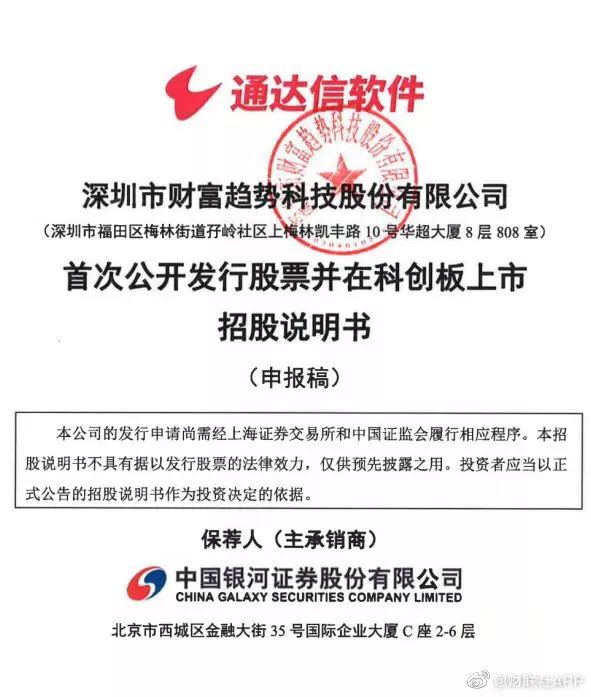 通达信软件
深圳市财富趋势科技股份有限公司
（深圳市福田区梅林街道孖岭社区上梅林凯丰路 10 号华超大厦 8 层 808 室）
首次公开发行股票并在科创板上市
招股说明书
（申报稿）
本公司的发行申请尚需经上海证券交易所和中国证监会履行相应程序。本招
股说明书不具有据以发行股票的法律效力，仅供预先披露之用。投资者应当以正
式公告的招股说明书作为投资决定的依据。
保荐人（主承销商）
中国银河证券股份有限公司
CHINA GALAXY SECURITIES COMPANY LIMITED
北京市西城区金融大街 35 号国际企业大厦 C 座 2-6 层
@财联社APP